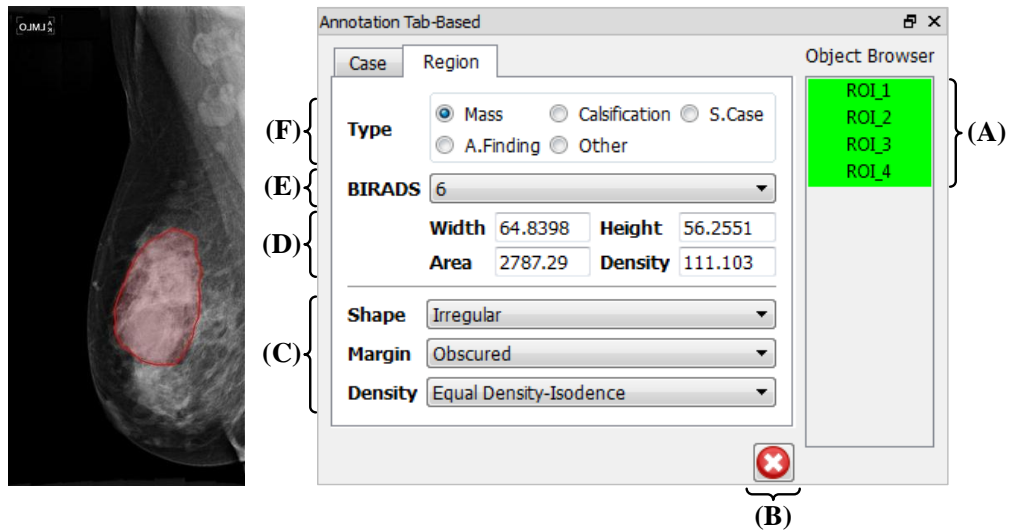 Annotation Tab-Based
Case Region
Object Browser
(F) Type Mass Calsification S.Case
A.Finding Other
(E) BIRADS 6
(D) Width 64.8398 Height 56.2551
Area 2787.29 Density 111.103
(C) Shape Irregular
Margin Obscured
Density Equal Density-Isodence
ROI_1
ROI_2
ROI_3
ROI_4
(A)
(B)